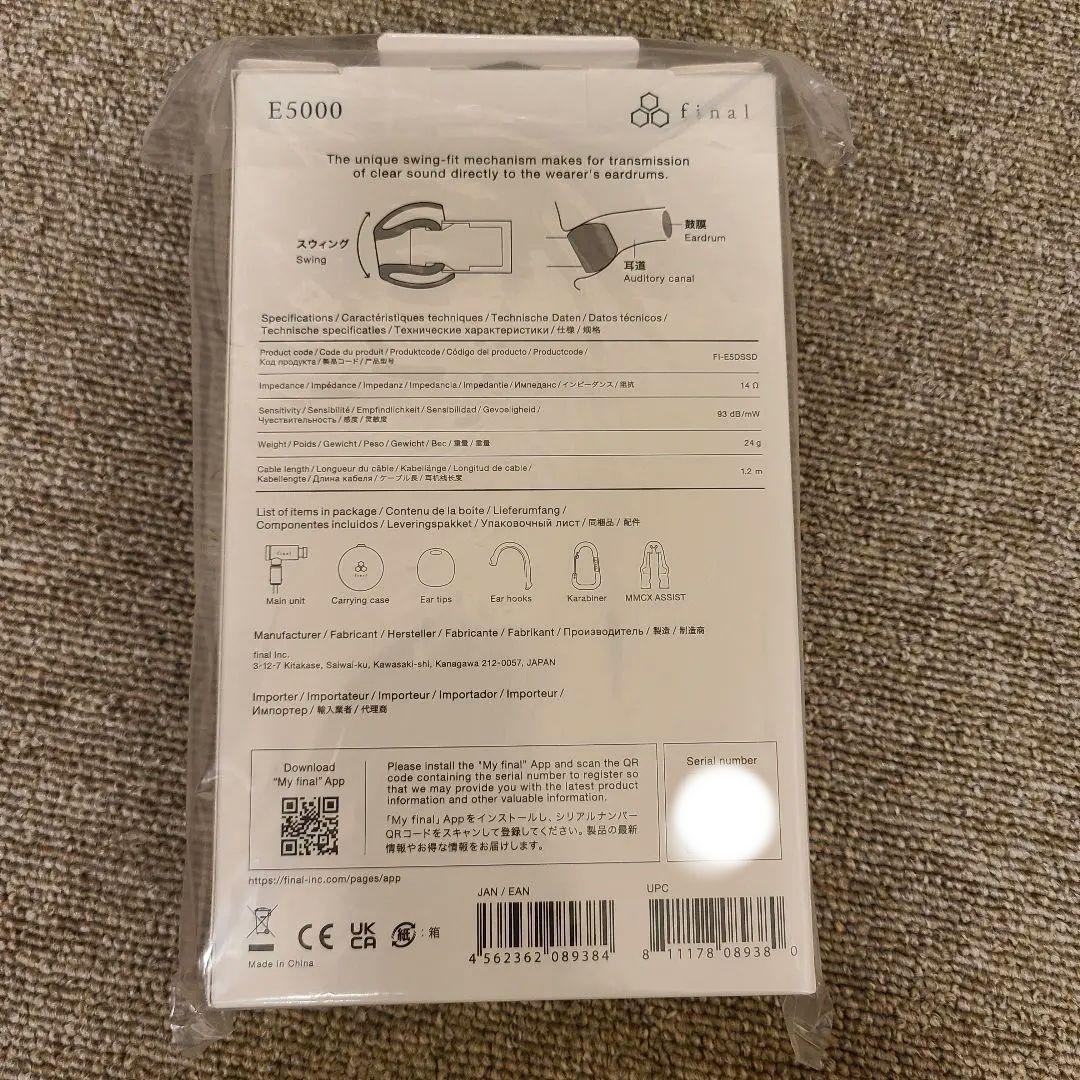 E5000
final
The unique swing-fit mechanism makes for transmission
of clear sound directly to the wearer's eardrums.
スウィング
Swing
鼓膜
Eardrum
耳道
Auditory canal
Specifications / Caractéristiques techniques / Technische Daten / Datos técnicos /
Technische specificaties / Технические характеристики / 仕様 / 规格
Product code / Code du produit / Produktcode / Código del producto / Productcode /
Код продукта / 製品コード / 产品型号
FI-E5DSSD
Impedance / Impédance / Impedanz / Impedancia / Impedantie / Импеданс / インピーダンス / 阻抗
14 Ω
Sensitivity / Sensibilité / Empfindlichkeit / Sensibilidad / Gevoeligheid /
Чувствительность / 感度 / 灵敏度
93 dB/mW
Weight / Poids / Gewicht / Peso / Gewicht / Вес / 重量 / 重量
24 g
Cable length / Longueur du câble / Kabellänge / Longitud de cable /
Kabellengte / Длина кабеля / ケーブル長 / 耳机线长度
1.2 m
List of items in package / Contenu de la boite / Lieferumfang /
Componentes incluidos / Leveringspakket / Упаковочный лист / 同梱品 / 配件
final
final
Main unit
Carrying case
Ear tips
Ear hooks
Karabiner
MMCX ASSIST
Manufacturer / Fabricant / Hersteller / Fabricante / Fabrikant / Производитель / 製造 / 制造商
final Inc.
3-12-7 Kitakase, Saiwai-ku, Kawasaki-shi, Kanagawa 212-0057, JAPAN
Importer / Importateur / Importeur / Importador / Importeur /
Импортер / 輸入業者 / 代理商
Download
"My final" App
Please install the "My final" App and scan the QR
code containing the serial number to register so
that we may provide you with the latest product
information and other valuable information.
「My final」Appをインストールし、シリアルナンバー
QRコードをスキャンして登録してください。製品の最新
情報やお得な情報をお届けします。
Serial number
https://final-inc.com/pages/app
JAN / EAN
UPC
CE
UK
CA
紙 : 箱
4 562362 089384
8 11178 08938 0
Made in China